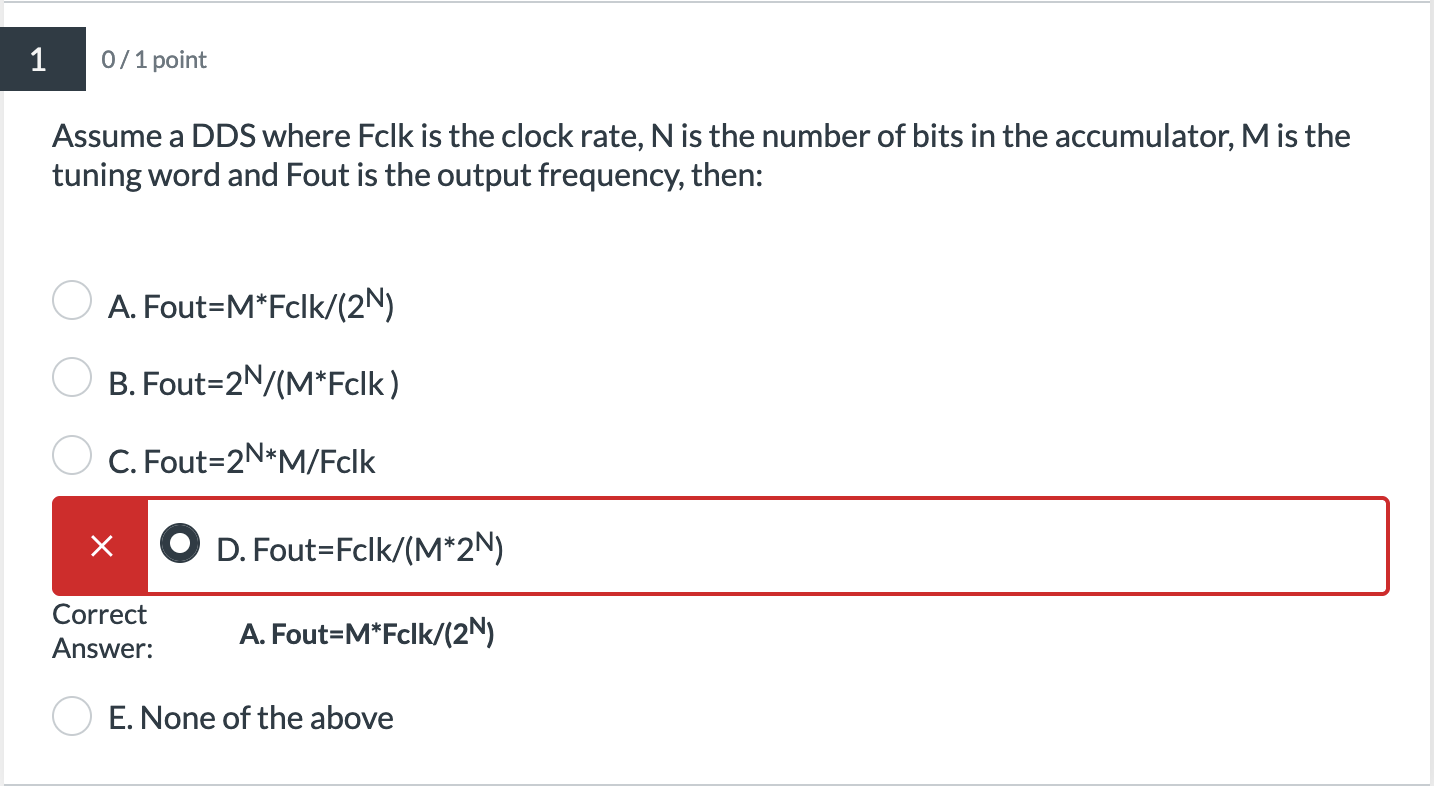 1
0 / 1 point
Assume a DDS where Fclk is the clock rate, N is the number of bits in the accumulator, M is the
tuning word and Fout is the output frequency, then:
A. Fout=M*Fclk/(2^N)
B. Fout=2^N/(M*Fclk )
C. Fout=2^N*M/Fclk
D. Fout=Fclk/(M*2^N)
Correct
Answer:
A. Fout=M*Fclk/(2^N)
E. None of the above